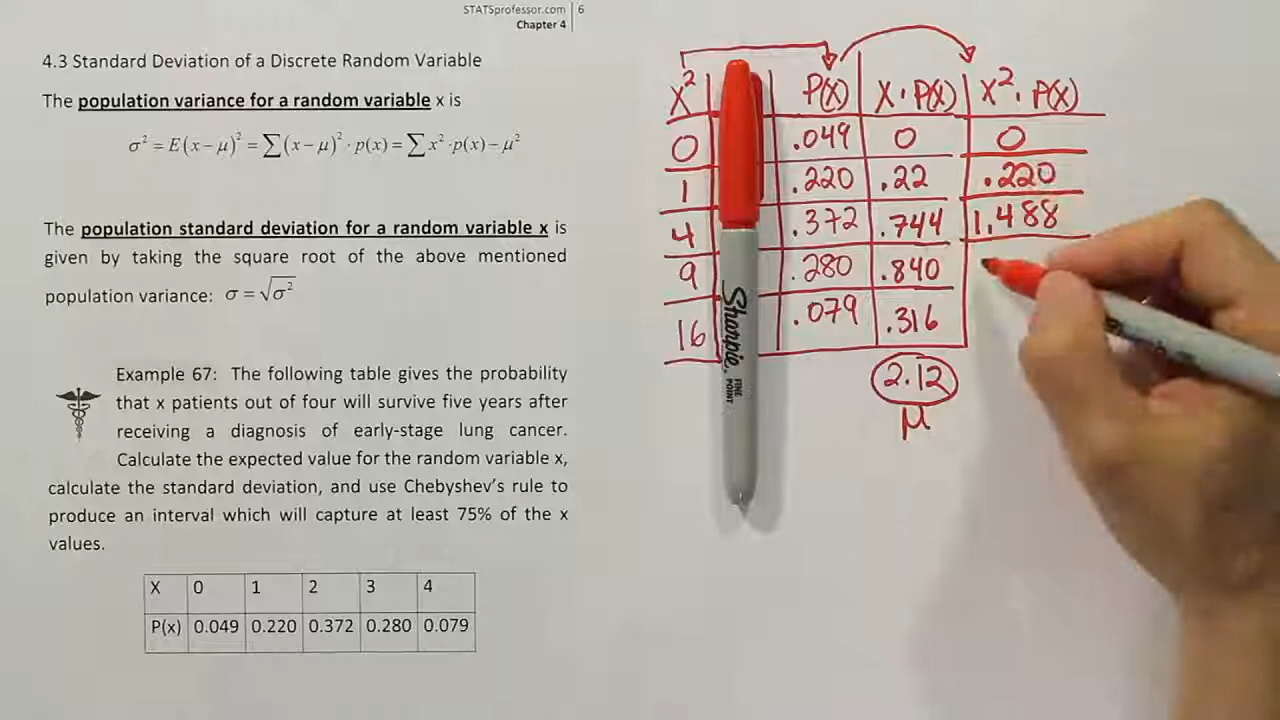 STATSprofessor.com 6
Chapter 4
4.3 Standard Deviation of a Discrete Random Variable
The population variance for a random variable x is
σ² = E(x − μ)² = ∑(x − μ)² · p(x) = ∑ x² · p(x) − μ²
The population standard deviation for a random variable x is
given by taking the square root of the above mentioned
population variance: σ = √σ²
Example 67: The following table gives the probability
that x patients out of four will survive five years after
receiving a diagnosis of early-stage lung cancer.
Calculate the expected value for the random variable x,
calculate the standard deviation, and use Chebyshev's rule to
produce an interval which will capture at least 75% of the x
values.
X 0 1 2 3 4
P(x) 0.049 0.220 0.372 0.280 0.079
X² P(X) X · P(X) X² · P(X)
0 .049 0 0
1 .220 .22 .220
4 .372 .744 1.488
9 .280 .840
16 .079 .316
2.12
μ
Sharpie.
FINE POINT